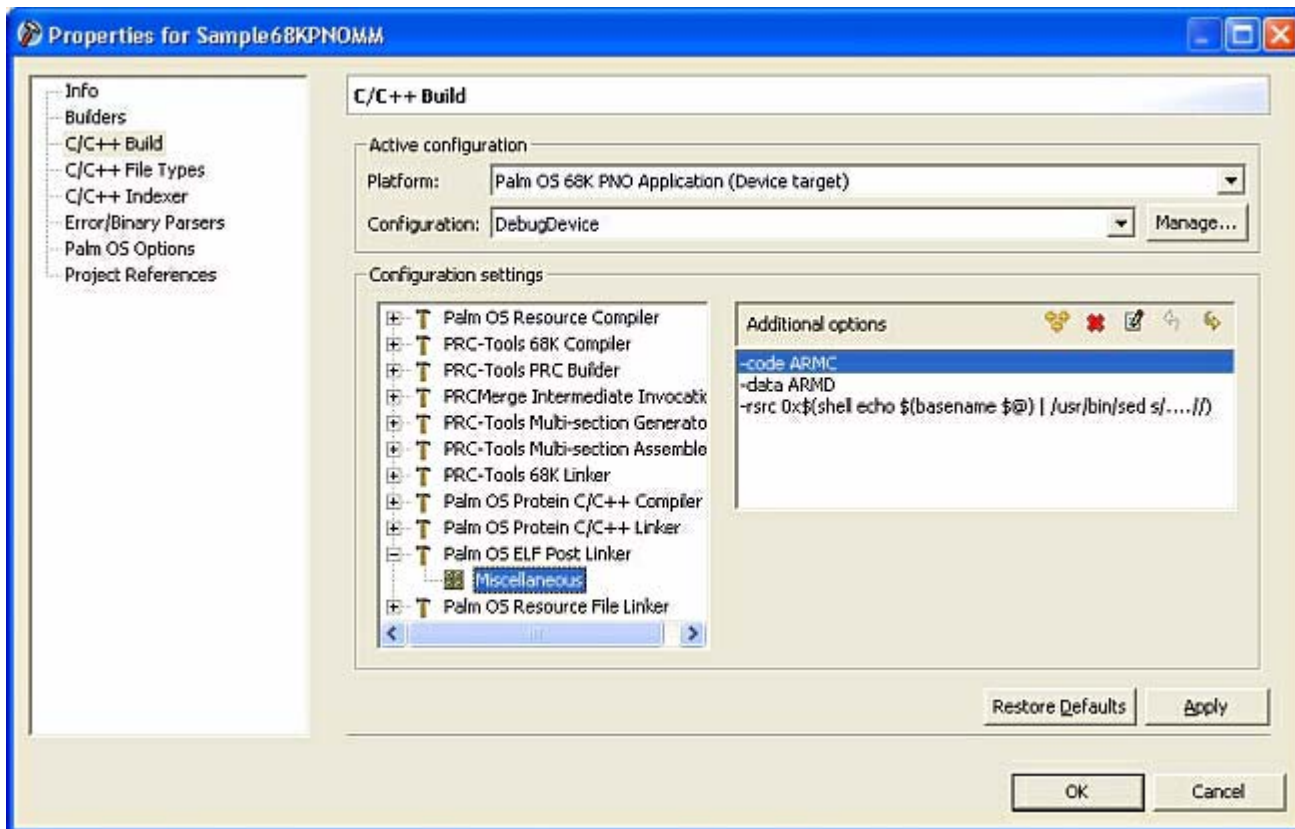 Properties for Sample68KPNOMM
Info
Builders
C/C++ Build
C/C++ File Types
C/C++ Indexer
Error/Binary Parsers
Palm OS Options
Project References
C/C++ Build
Active configuration
Platform: Palm OS 68K PNO Application (Device target)
Configuration: DebugDevice Manage...
Configuration settings
Palm OS Resource Compiler
PRC-Tools 68K Compiler
PRC-Tools PRC Builder
PRCMerge Intermediate Invocatic
PRC-Tools Multi-section Generato
PRC-Tools Multi-section Assemble
PRC-Tools 68K Linker
Palm OS Protein C/C++ Compiler
Palm OS Protein C/C++ Linker
Palm OS ELF Post Linker
Miscellaneous
Palm OS Resource File Linker
Additional options
-code ARMC
-data ARMD
-rsrc 0x$(shell echo $(basename $@) | /usr/bin/sed s/....//)
Restore Defaults Apply
OK Cancel